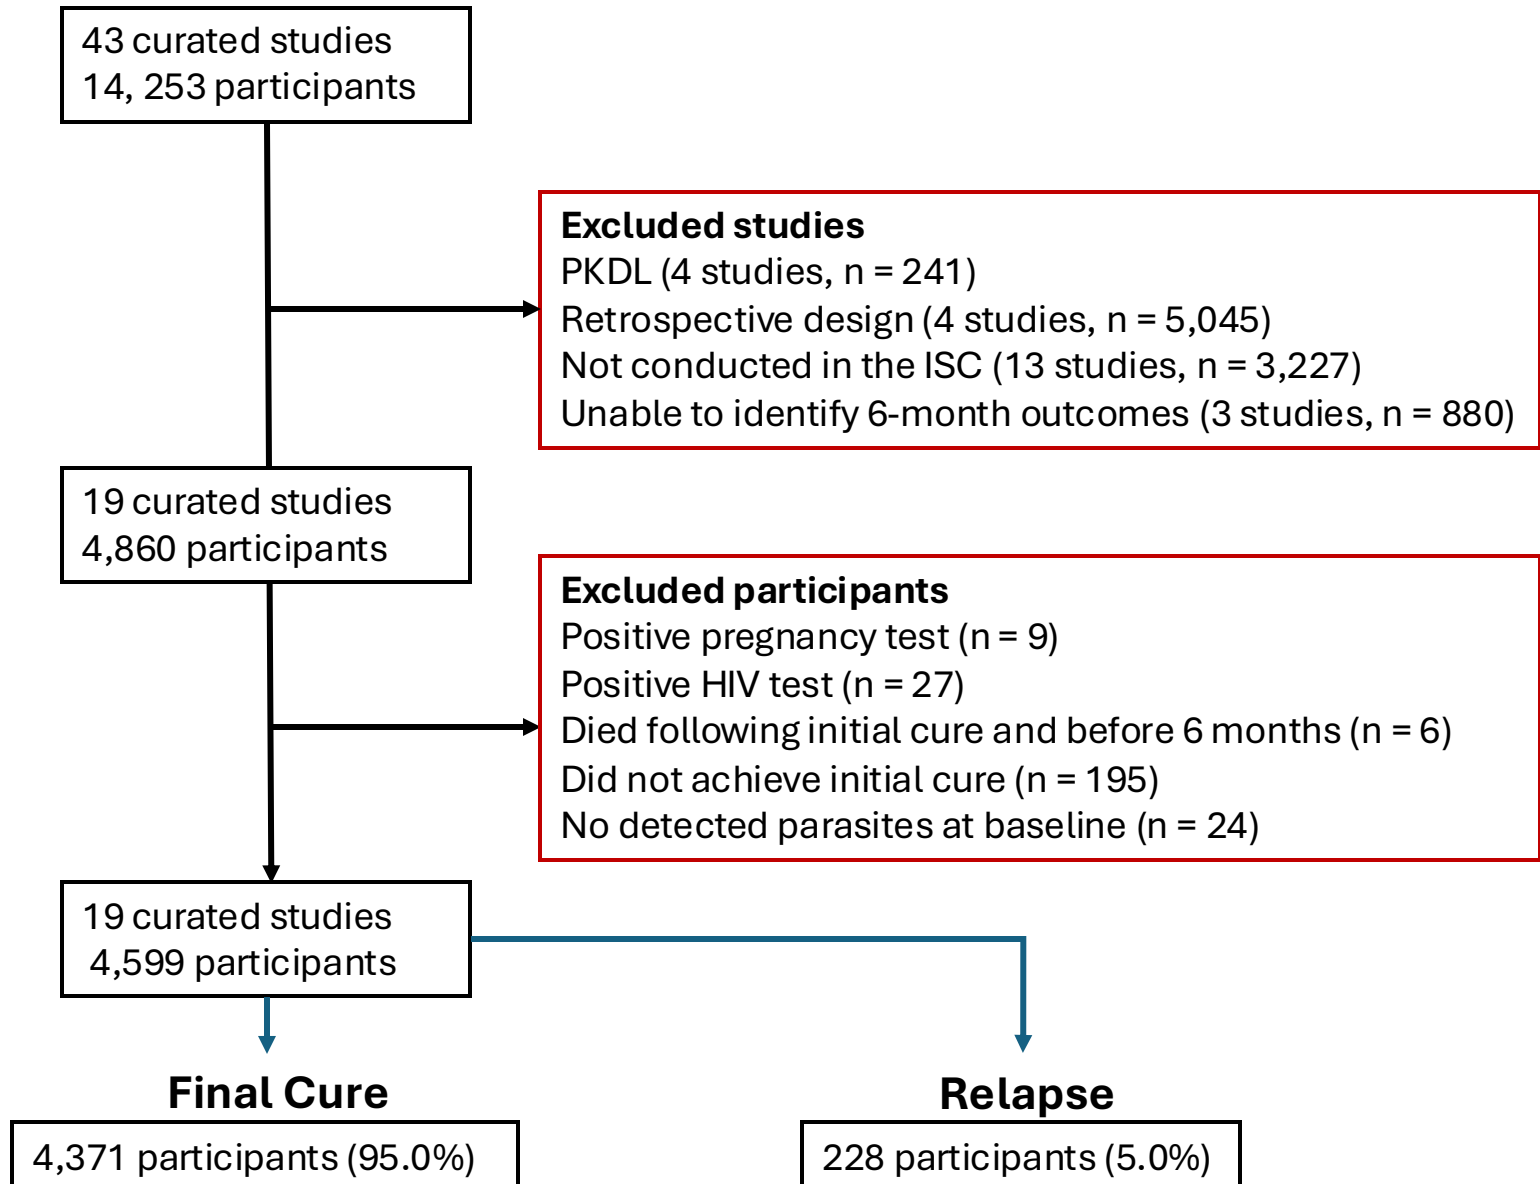 43 curated studies
14, 253 participants
Excluded studies
PKDL (4 studies, n = 241)
Retrospective design (4 studies, n = 5,045)
Not conducted in the ISC (13 studies, n = 3,227)
Unable to identify 6-month outcomes (3 studies, n = 880)
19 curated studies
4,860 participants
Excluded participants
Positive pregnancy test (n = 9)
Positive HIV test (n = 27)
Died following initial cure and before 6 months (n = 6)
Did not achieve initial cure (n = 195)
No detected parasites at baseline (n = 24)
19 curated studies
4,599 participants
Final Cure
4,371 participants (95.0%)
Relapse
228 participants (5.0%)